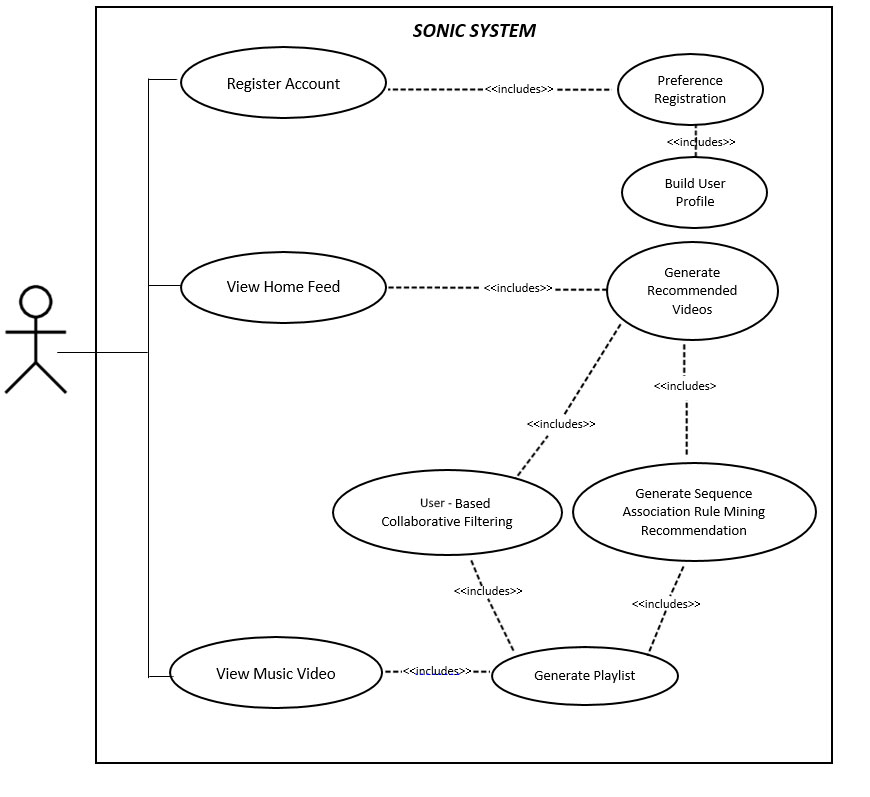 SONIC SYSTEM
Register Account
<<includes>>
Preference
Registration
<<includes>>
Build User
Profile
View Home Feed
<<includes>>
Generate
Recommended
Videos
<<includes>
<<includes>>
User - Based
Collaborative Filtering
Generate Sequence
Association Rule Mining
Recommendation
<<includes>>
<<includes>>
View Music Video
<<includes>>
Generate Playlist